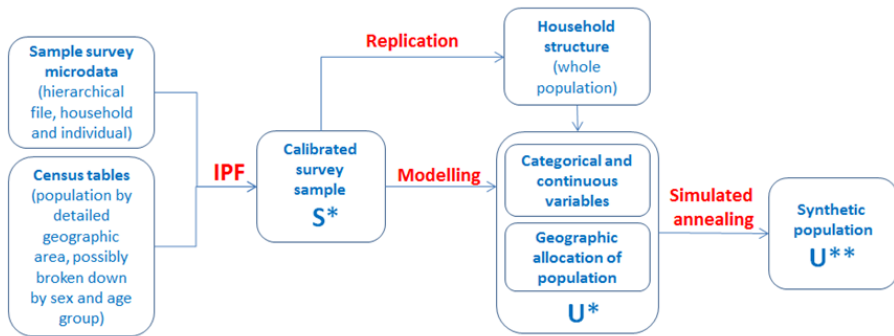 Sample survey
microdata
(hierarchical
file, household
and individual)
Census tables
(population by
detailed
geographic
area, possibly
broken down
by sex and age
group)
IPF
Calibrated
survey
sample
S*
Replication
Household
structure
(whole
population)
Modelling
Categorical and
continuous
variables
Geographic
allocation of
population
U*
Simulated
annealing
Synthetic
population
U**